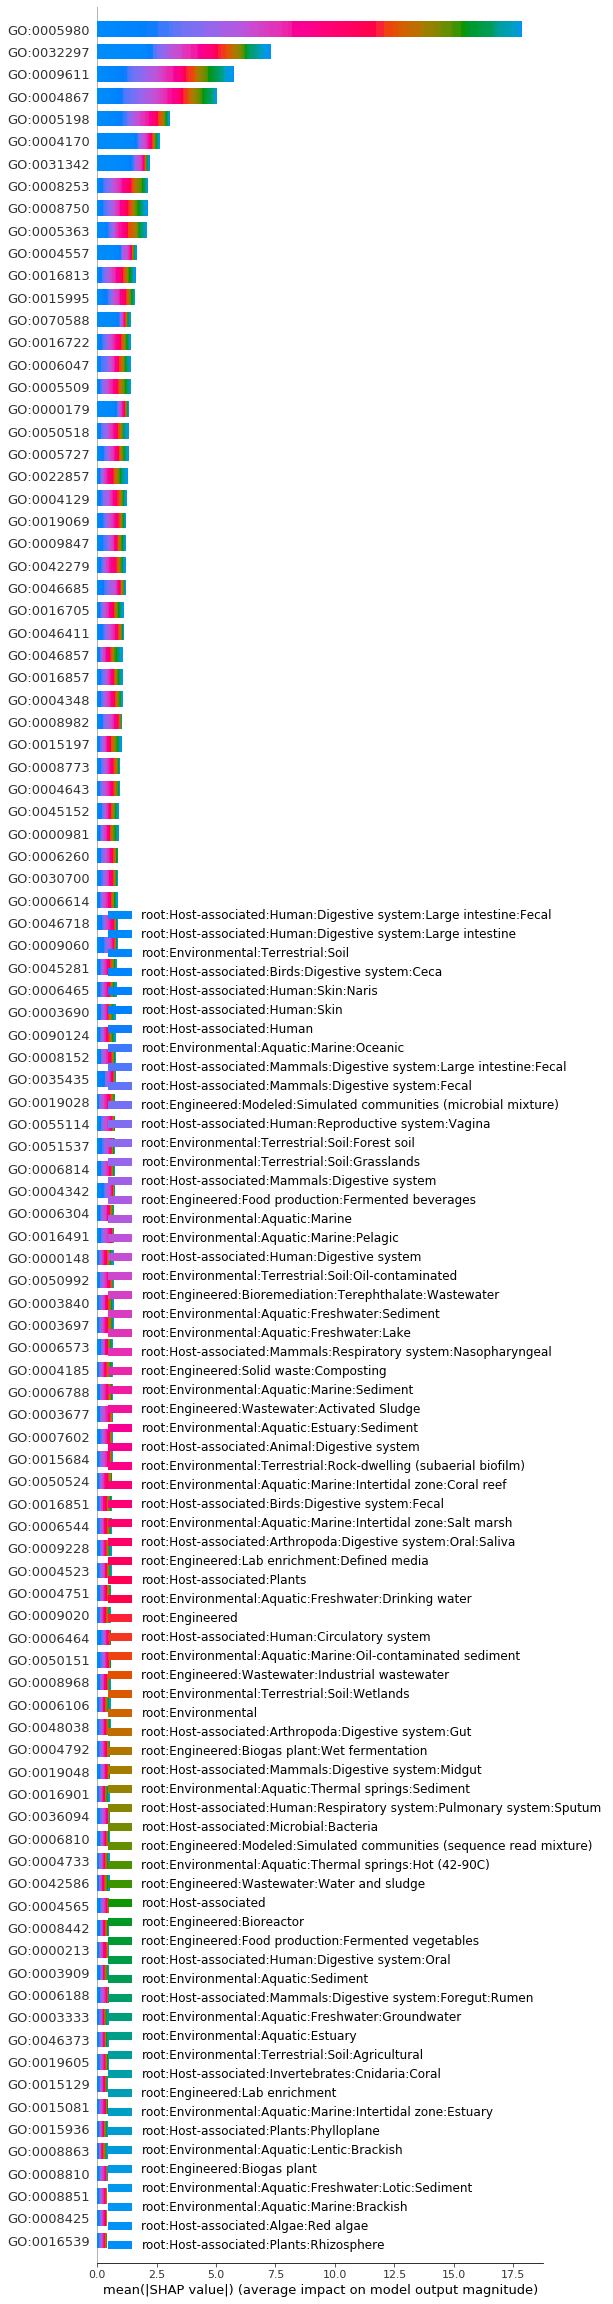 GO:0005980
GO:0032297
GO:0009611
GO:0004867
GO:0005198
GO:0004170
GO:0031342
GO:0008253
GO:0008750
GO:0005363
GO:0004557
GO:0016813
GO:0015995
GO:0070588
GO:0016722
GO:0006047
GO:0005509
GO:0000179
GO:0050518
GO:0005727
GO:0022857
GO:0004129
GO:0019069
GO:0009847
GO:0042279
GO:0046685
GO:0016705
GO:0046411
GO:0046857
GO:0016857
GO:0004348
GO:0008982
GO:0015197
GO:0008773
GO:0004643
GO:0045152
GO:0000981
GO:0006260
GO:0030700
GO:0006614
GO:0046718
GO:0009060
GO:0045281
GO:0006465
GO:0003690
GO:0090124
GO:0008152
GO:0035435
GO:0019028
GO:0055114
GO:0051537
GO:0006814
GO:0004342
GO:0006304
GO:0016491
GO:0000148
GO:0050992
GO:0003840
GO:0003697
GO:0006573
GO:0004185
GO:0006788
GO:0003677
GO:0007602
GO:0015684
GO:0050524
GO:0016851
GO:0006544
GO:0009228
GO:0004523
GO:0004751
GO:0009020
GO:0006464
GO:0050151
GO:0008968
GO:0006106
GO:0048038
GO:0004792
GO:0019048
GO:0016901
GO:0036094
GO:0006810
GO:0004733
GO:0042586
GO:0004565
GO:0008442
GO:0000213
GO:0003909
GO:0006188
GO:0003333
GO:0046373
GO:0019605
GO:0015129
GO:0015081
GO:0015936
GO:0008863
GO:0008810
GO:0008851
GO:0008425
GO:0016539
root:Host-associated:Human:Digestive system:Large intestine:Fecal
root:Host-associated:Human:Digestive system:Large intestine
root:Environmental:Terrestrial:Soil
root:Host-associated:Birds:Digestive system:Ceca
root:Host-associated:Human:Skin:Naris
root:Host-associated:Human:Skin
root:Host-associated:Human
root:Environmental:Aquatic:Marine:Oceanic
root:Host-associated:Mammals:Digestive system:Large intestine:Fecal
root:Host-associated:Mammals:Digestive system:Fecal
root:Engineered:Modeled:Simulated communities (microbial mixture)
root:Host-associated:Human:Reproductive system:Vagina
root:Environmental:Terrestrial:Soil:Forest soil
root:Environmental:Terrestrial:Soil:Grasslands
root:Host-associated:Mammals:Digestive system
root:Engineered:Food production:Fermented beverages
root:Environmental:Aquatic:Marine
root:Environmental:Aquatic:Marine:Pelagic
root:Host-associated:Human:Digestive system
root:Environmental:Terrestrial:Soil:Oil-contaminated
root:Engineered:Bioremediation:Terephthalate:Wastewater
root:Environmental:Aquatic:Freshwater:Sediment
root:Environmental:Aquatic:Freshwater:Lake
root:Host-associated:Mammals:Respiratory system:Nasopharyngeal
root:Engineered:Solid waste:Composting
root:Environmental:Aquatic:Marine:Sediment
root:Engineered:Wastewater:Activated Sludge
root:Environmental:Aquatic:Estuary:Sediment
root:Host-associated:Animal:Digestive system
root:Environmental:Terrestrial:Rock-dwelling (subaerial biofilm)
root:Environmental:Aquatic:Marine:Intertidal zone:Coral reef
root:Host-associated:Birds:Digestive system:Fecal
root:Environmental:Aquatic:Marine:Intertidal zone:Salt marsh
root:Host-associated:Arthropoda:Digestive system:Oral:Saliva
root:Engineered:Lab enrichment:Defined media
root:Host-associated:Plants
root:Environmental:Aquatic:Freshwater:Drinking water
root:Engineered
root:Host-associated:Human:Circulatory system
root:Environmental:Aquatic:Marine:Oil-contaminated sediment
root:Engineered:Wastewater:Industrial wastewater
root:Environmental:Terrestrial:Soil:Wetlands
root:Environmental
root:Host-associated:Arthropoda:Digestive system:Gut
root:Engineered:Biogas plant:Wet fermentation
root:Host-associated:Mammals:Digestive system:Midgut
root:Environmental:Aquatic:Thermal springs:Sediment
root:Host-associated:Human:Respiratory system:Pulmonary system:Sputum
root:Host-associated:Microbial:Bacteria
root:Engineered:Modeled:Simulated communities (sequence read mixture)
root:Environmental:Aquatic:Thermal springs:Hot (42-90C)
root:Engineered:Wastewater:Water and sludge
root:Host-associated
root:Engineered:Bioreactor
root:Engineered:Food production:Fermented vegetables
root:Host-associated:Human:Digestive system:Oral
root:Environmental:Aquatic:Sediment
root:Host-associated:Mammals:Digestive system:Foregut:Rumen
root:Environmental:Aquatic:Freshwater:Groundwater
root:Environmental:Aquatic:Estuary
root:Environmental:Terrestrial:Soil:Agricultural
root:Host-associated:Invertebrates:Cnidaria:Coral
root:Engineered:Lab enrichment
root:Environmental:Aquatic:Marine:Intertidal zone:Estuary
root:Host-associated:Plants:Phylloplane
root:Environmental:Aquatic:Lentic:Brackish
root:Engineered:Biogas plant
root:Environmental:Aquatic:Freshwater:Lotic:Sediment
root:Environmental:Aquatic:Marine:Brackish
root:Host-associated:Algae:Red algae
root:Host-associated:Plants:Rhizosphere
0.0 2.5 5.0 7.5 10.0 12.5 15.0 17.5
mean(|SHAP value|) (average impact on model output magnitude)